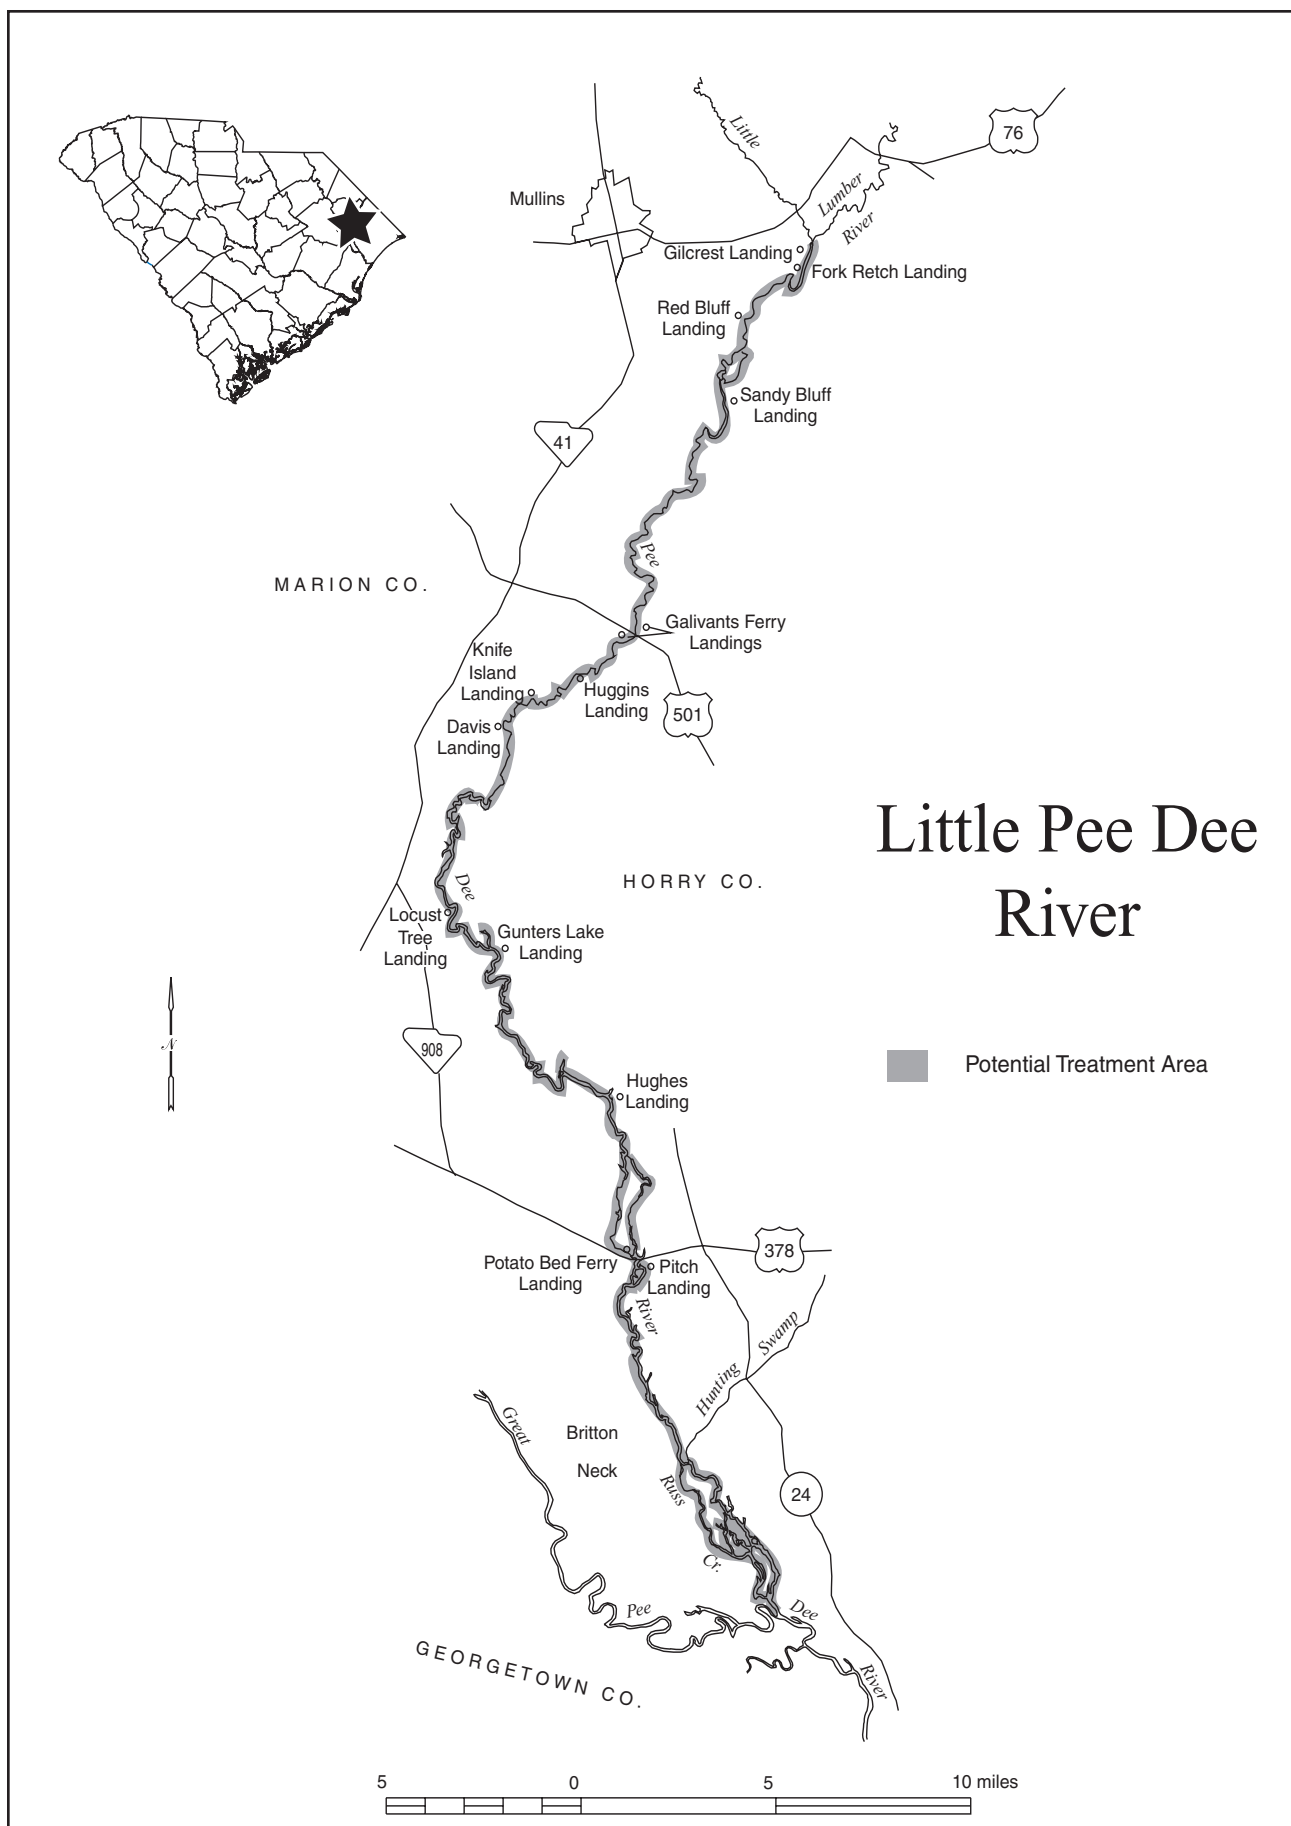 76
Little
Mullins
Lumber
River
Gilcrest Landing
Fork Retch Landing
Red Bluff
Landing
Sandy Bluff
Landing
41
Pee
MARION CO.
Galivants Ferry
Landings
Knife
Island
Landing
Huggins
Landing
501
Davis
Landing
Little Pee Dee
River
HORRY CO.
Dee
Locust
Tree
Landing
Gunters Lake
Landing
N
908
Potential Treatment Area
Hughes
Landing
378
Potato Bed Ferry
Landing
Pitch
Landing
River
Swamp
Hunting
Great
Britton
Neck
Russ
24
Cr.
Pee
Dee
River
GEORGETOWN CO.
5 0 5 10 miles